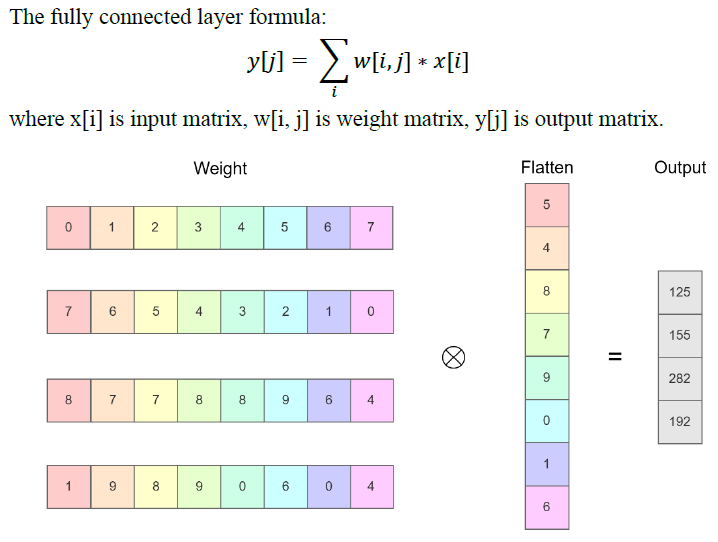 The fully connected layer formula:
y[j] = ∑ w[i, j] * x[i]
i
where x[i] is input matrix, w[i, j] is weight matrix, y[j] is output matrix.
Weight Flatten Output
0 1 2 3 4 5 6 7
7 6 5 4 3 2 1 0
8 7 7 8 8 9 6 4
1 9 8 9 0 6 0 4
⊗
5
4
8
7
9
0
1
6
=
125
155
282
192